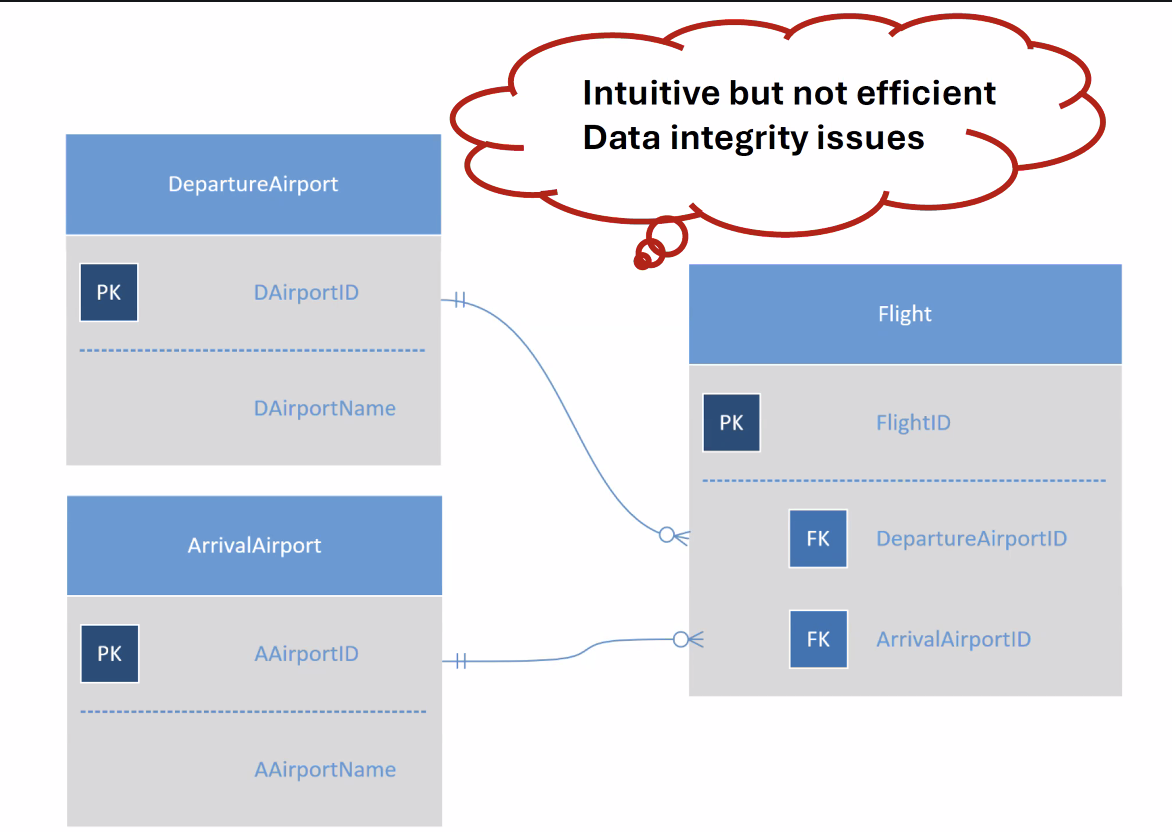 Intuitive but not efficient
Data integrity issues
DepartureAirport
PK DAirportID
DAirportName
ArrivalAirport
PK AAirportID
AAirportName
Flight
PK FlightID
FK DepartureAirportID
FK ArrivalAirportID